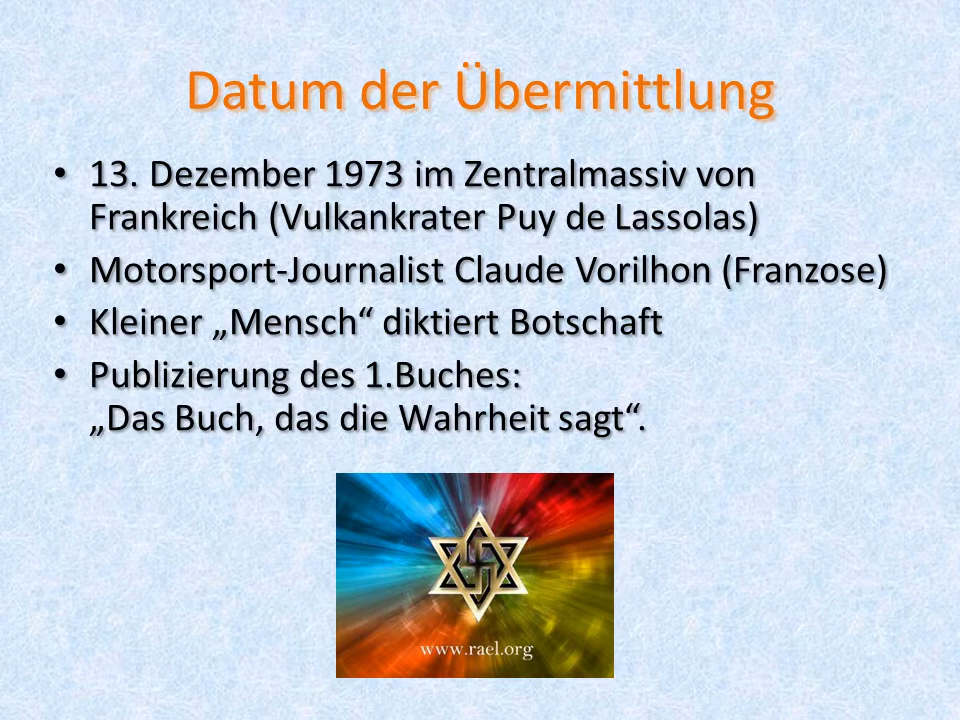 Datum der Übermittlung
• 13. Dezember 1973 im Zentralmassiv von
Frankreich (Vulkankrater Puy de Lassolas)
• Motorsport-Journalist Claude Vorilhon (Franzose)
• Kleiner „Mensch“ diktiert Botschaft
• Publizierung des 1.Buches:
„Das Buch, das die Wahrheit sagt“.
www.rael.org